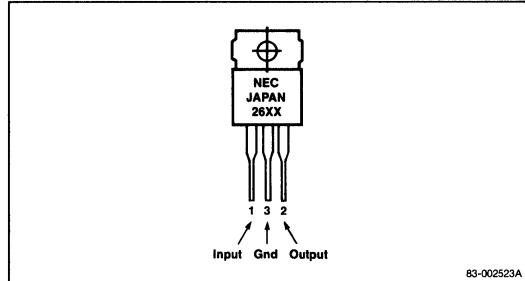 NEC
JAPAN
26XX
1 3 2
Input Gnd Output
83-002523A